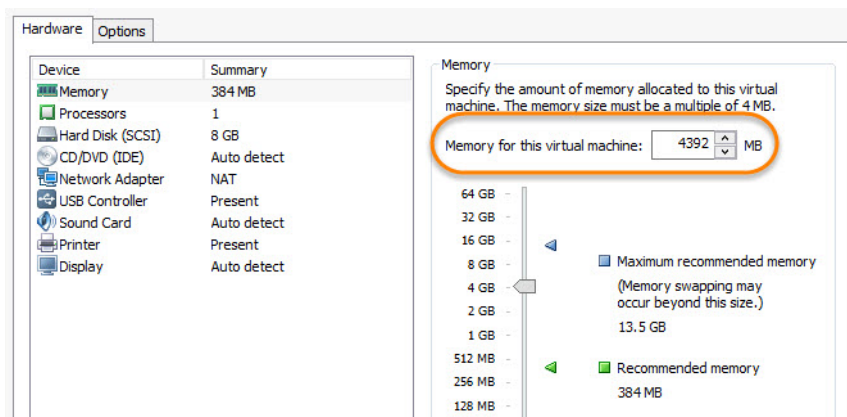 Hardware Options
Device Summary
Memory 384 MB
Processors 1
Hard Disk (SCSI) 8 GB
CD/DVD (IDE) Auto detect
Network Adapter NAT
USB Controller Present
Sound Card Auto detect
Printer Present
Display Auto detect
Memory
Specify the amount of memory allocated to this virtual
machine. The memory size must be a multiple of 4 MB.
Memory for this virtual machine: 4392 MB
64 GB
32 GB
16 GB
8 GB
4 GB
2 GB
1 GB
512 MB
256 MB
128 MB
Maximum recommended memory
(Memory swapping may
occur beyond this size.)
13.5 GB
Recommended memory
384 MB